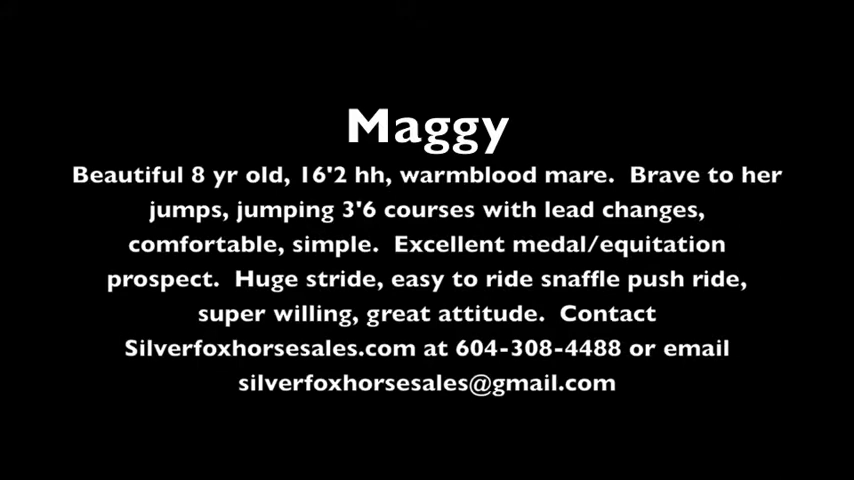 Maggy
Beautiful 8 yr old, 16'2 hh, warmblood mare.  Brave to her
jumps, jumping 3'6 courses with lead changes,
comfortable, simple.  Excellent medal/equitation
prospect.  Huge stride, easy to ride snaffle push ride,
super willing, great attitude.  Contact
Silverfoxhorsesales.com at 604-308-4488 or email
silverfoxhorsesales@gmail.com